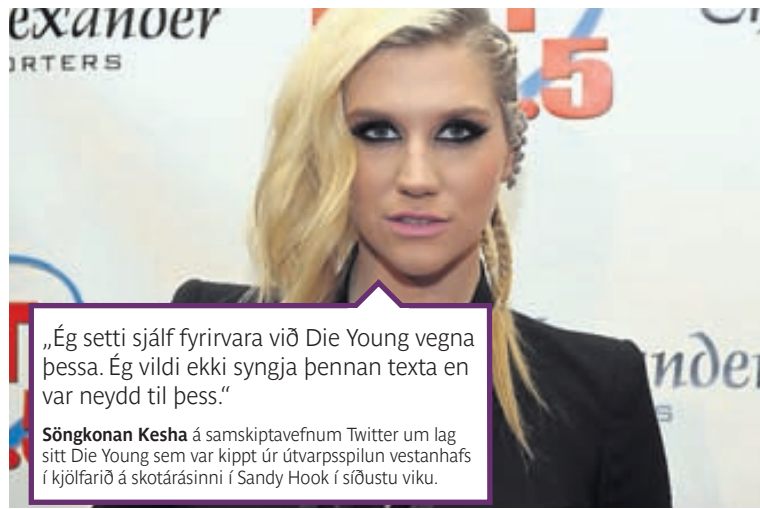 exander
ORTERS
.5
„Ég setti sjálf fyrirvara við Die Young vegna
þessa. Ég vildi ekki syngja þennan texta en
var neydd til þess.“
Söngkonan Kesha á samskiptavefnum Twitter um lag
sitt Die Young sem var kippt úr útvarpsspilun vestanhafs
í kjölfarið á skotárásinni í Sandy Hook í síðustu viku.